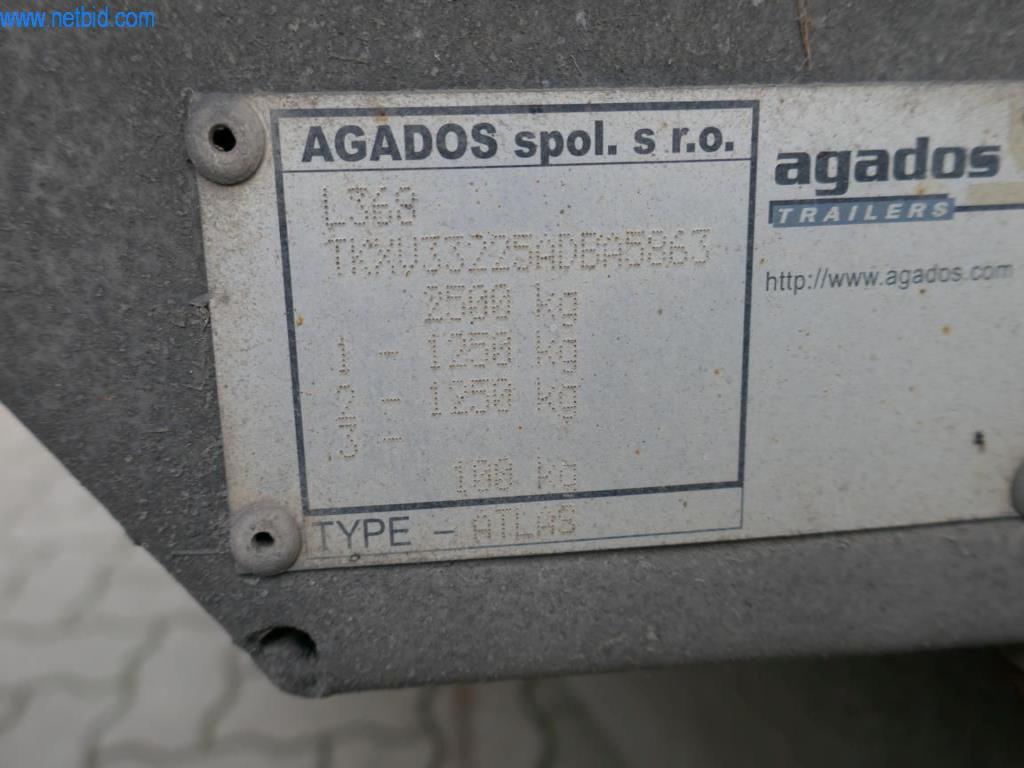 www.netbid.com
AGADOS spol. s r.o.
L368
TKXV33225ADBA5863
2500 kg
1 - 1250 kg
2 - 1250 kg
3 -
100 kg
TYPE - ATLAS
agados
TRAILERS
http://www.agados.com